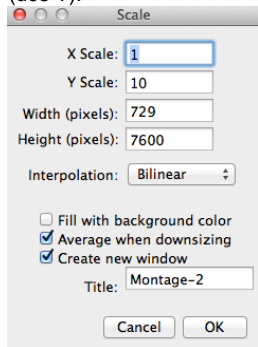 Scale
X Scale: 1
Y Scale: 10
Width (pixels): 729
Height (pixels): 7600
Interpolation: Bilinear
Fill with background color
Average when downsizing
Create new window
Title: Montage-2
Cancel OK